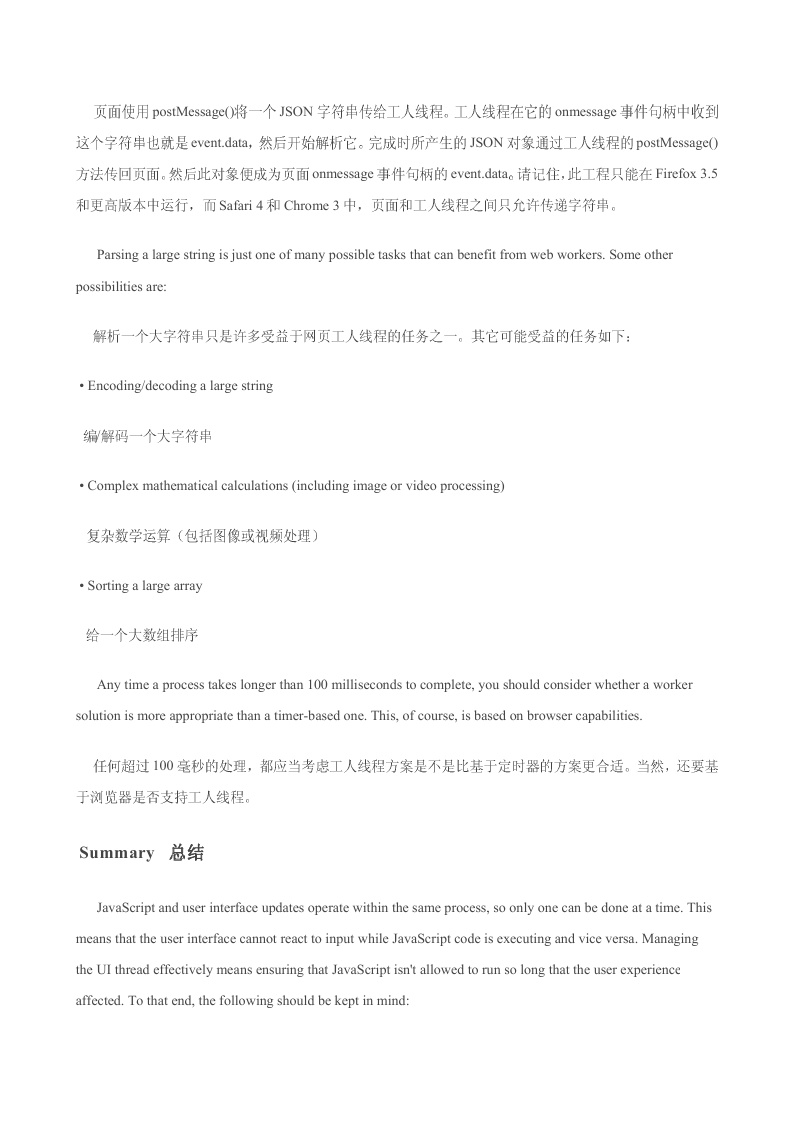 页面使用 postMessage()将一个 JSON 字符串传给工人线程。工人线程在它的 onmessage 事件句柄中收到
这个字符串也就是 event.data，然后开始解析它。完成时所产生的 JSON 对象通过工人线程的 postMessage()
方法传回页面。然后此对象便成为页面 onmessage 事件句柄的 event.data。请记住，此工程只能在 Firefox 3.5
和更高版本中运行，而 Safari 4 和 Chrome 3 中，页面和工人线程之间只允许传递字符串。
Parsing a large string is just one of many possible tasks that can benefit from web workers. Some other
possibilities are:
解析一个大字符串只是许多受益于网页工人线程的任务之一。其它可能受益的任务如下：
• Encoding/decoding a large string
编/解码一个大字符串
• Complex mathematical calculations (including image or video processing)
复杂数学运算（包括图像或视频处理）
• Sorting a large array
给一个大数组排序
Any time a process takes longer than 100 milliseconds to complete, you should consider whether a worker
solution is more appropriate than a timer-based one. This, of course, is based on browser capabilities.
任何超过 100 毫秒的处理，都应当考虑工人线程方案是不是比基于定时器的方案更合适。当然，还要基
于浏览器是否支持工人线程。
Summary 总结
JavaScript and user interface updates operate within the same process, so only one can be done at a time. This
means that the user interface cannot react to input while JavaScript code is executing and vice versa. Managing
the UI thread effectively means ensuring that JavaScript isn't allowed to run so long that the user experience
affected. To that end, the following should be kept in mind: